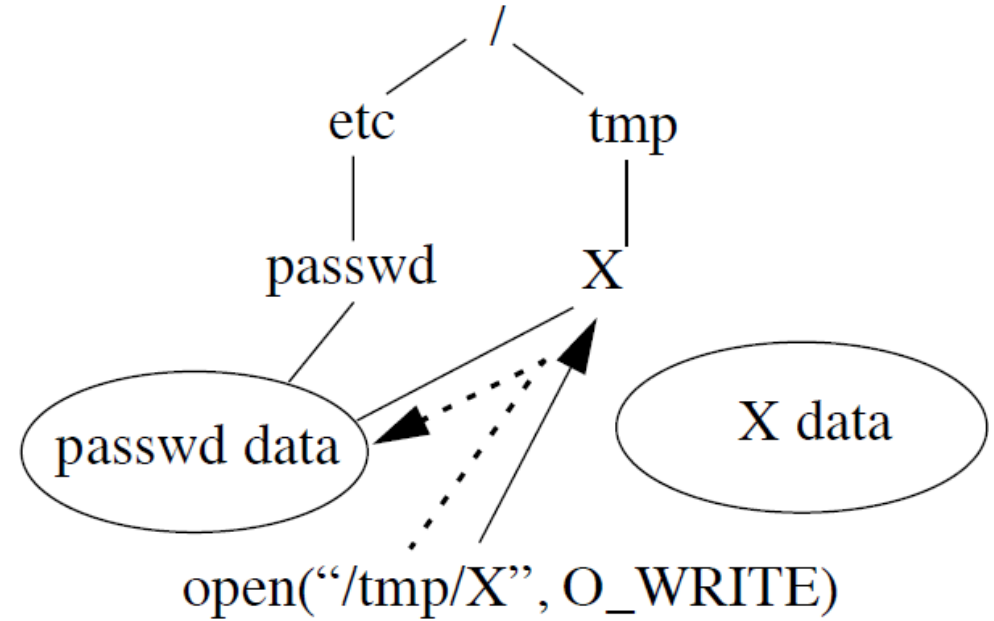 /
etc tmp
passwd X
passwd data X data
open(“/tmp/X”, O_WRITE)